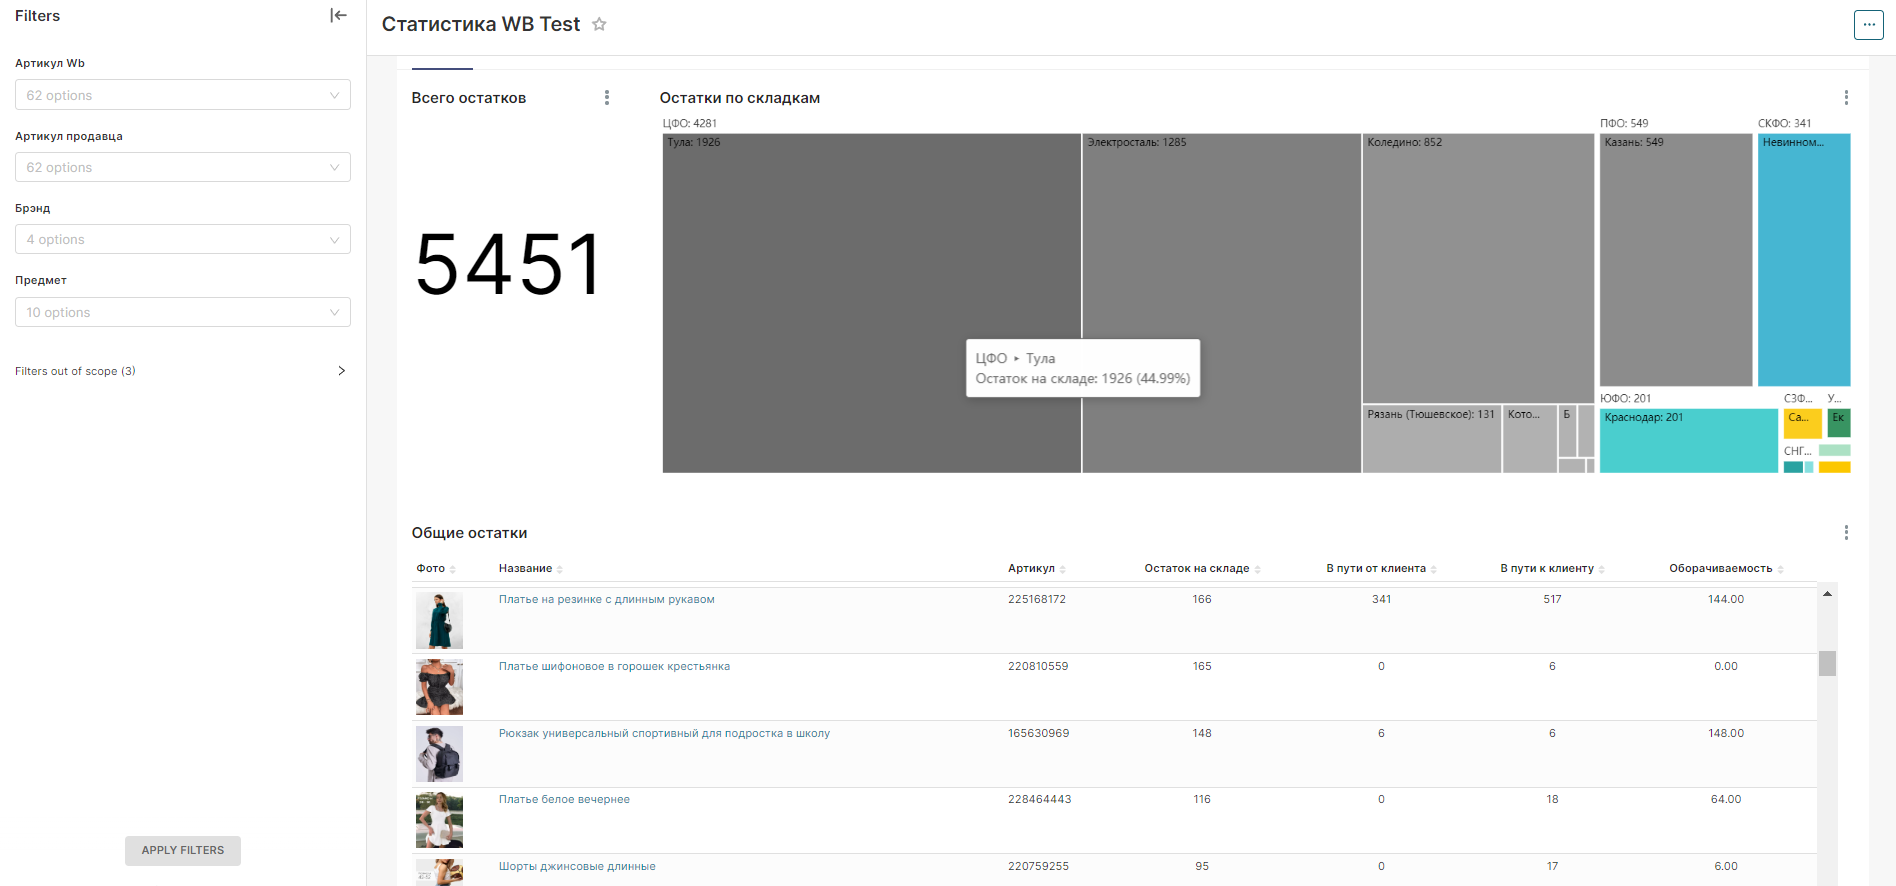 Filters
Статистика WB Test
Артикул Wb
62 options
Артикул продавца
62 options
Брэнд
4 options
Предмет
10 options
Filters out of scope (3)
APPLY FILTERS
Всего остатков
5451
Остатки по складкам
ЦФО: 4281
Тула: 1926
Электросталь: 1285
Коледино: 852
Рязань (Тюшевское): 131
Кото...
Б
ПФО: 549
Казань: 549
СКФО: 341
Невинном...
ЮФО: 201
Краснодар: 201
СЗФ...
Са...
У...
Ек
СНГ...
ЦФО ▸ Тула
Остаток на складе: 1926 (44.99%)
Общие остатки
Фото Название Артикул Остаток на складе В пути от клиента В пути к клиенту Оборачиваемость
Платье на резинке с длинным рукавом 225168172 166 341 517 144.00
Платье шифоновое в горошек крестьянка 220810559 165 0 6 0.00
Рюкзак универсальный спортивный для подростка в школу 165630969 148 6 6 148.00
Платье белое вечернее 228464443 116 0 18 64.00
Шорты джинсовые длинные 220759255 95 0 17 6.00